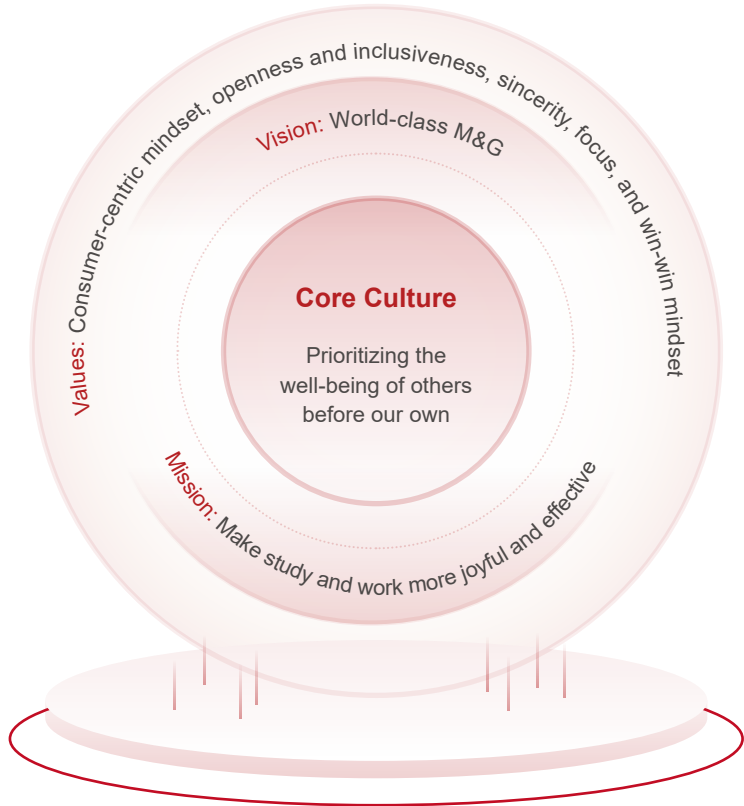 Values: Consumer-centric mindset, openness and inclusiveness, sincerity, focus, and win-win mindset
Vision: World-class M&G
Core Culture
Prioritizing the
well-being of others
before our own
Mission: Make study and work more joyful and effective